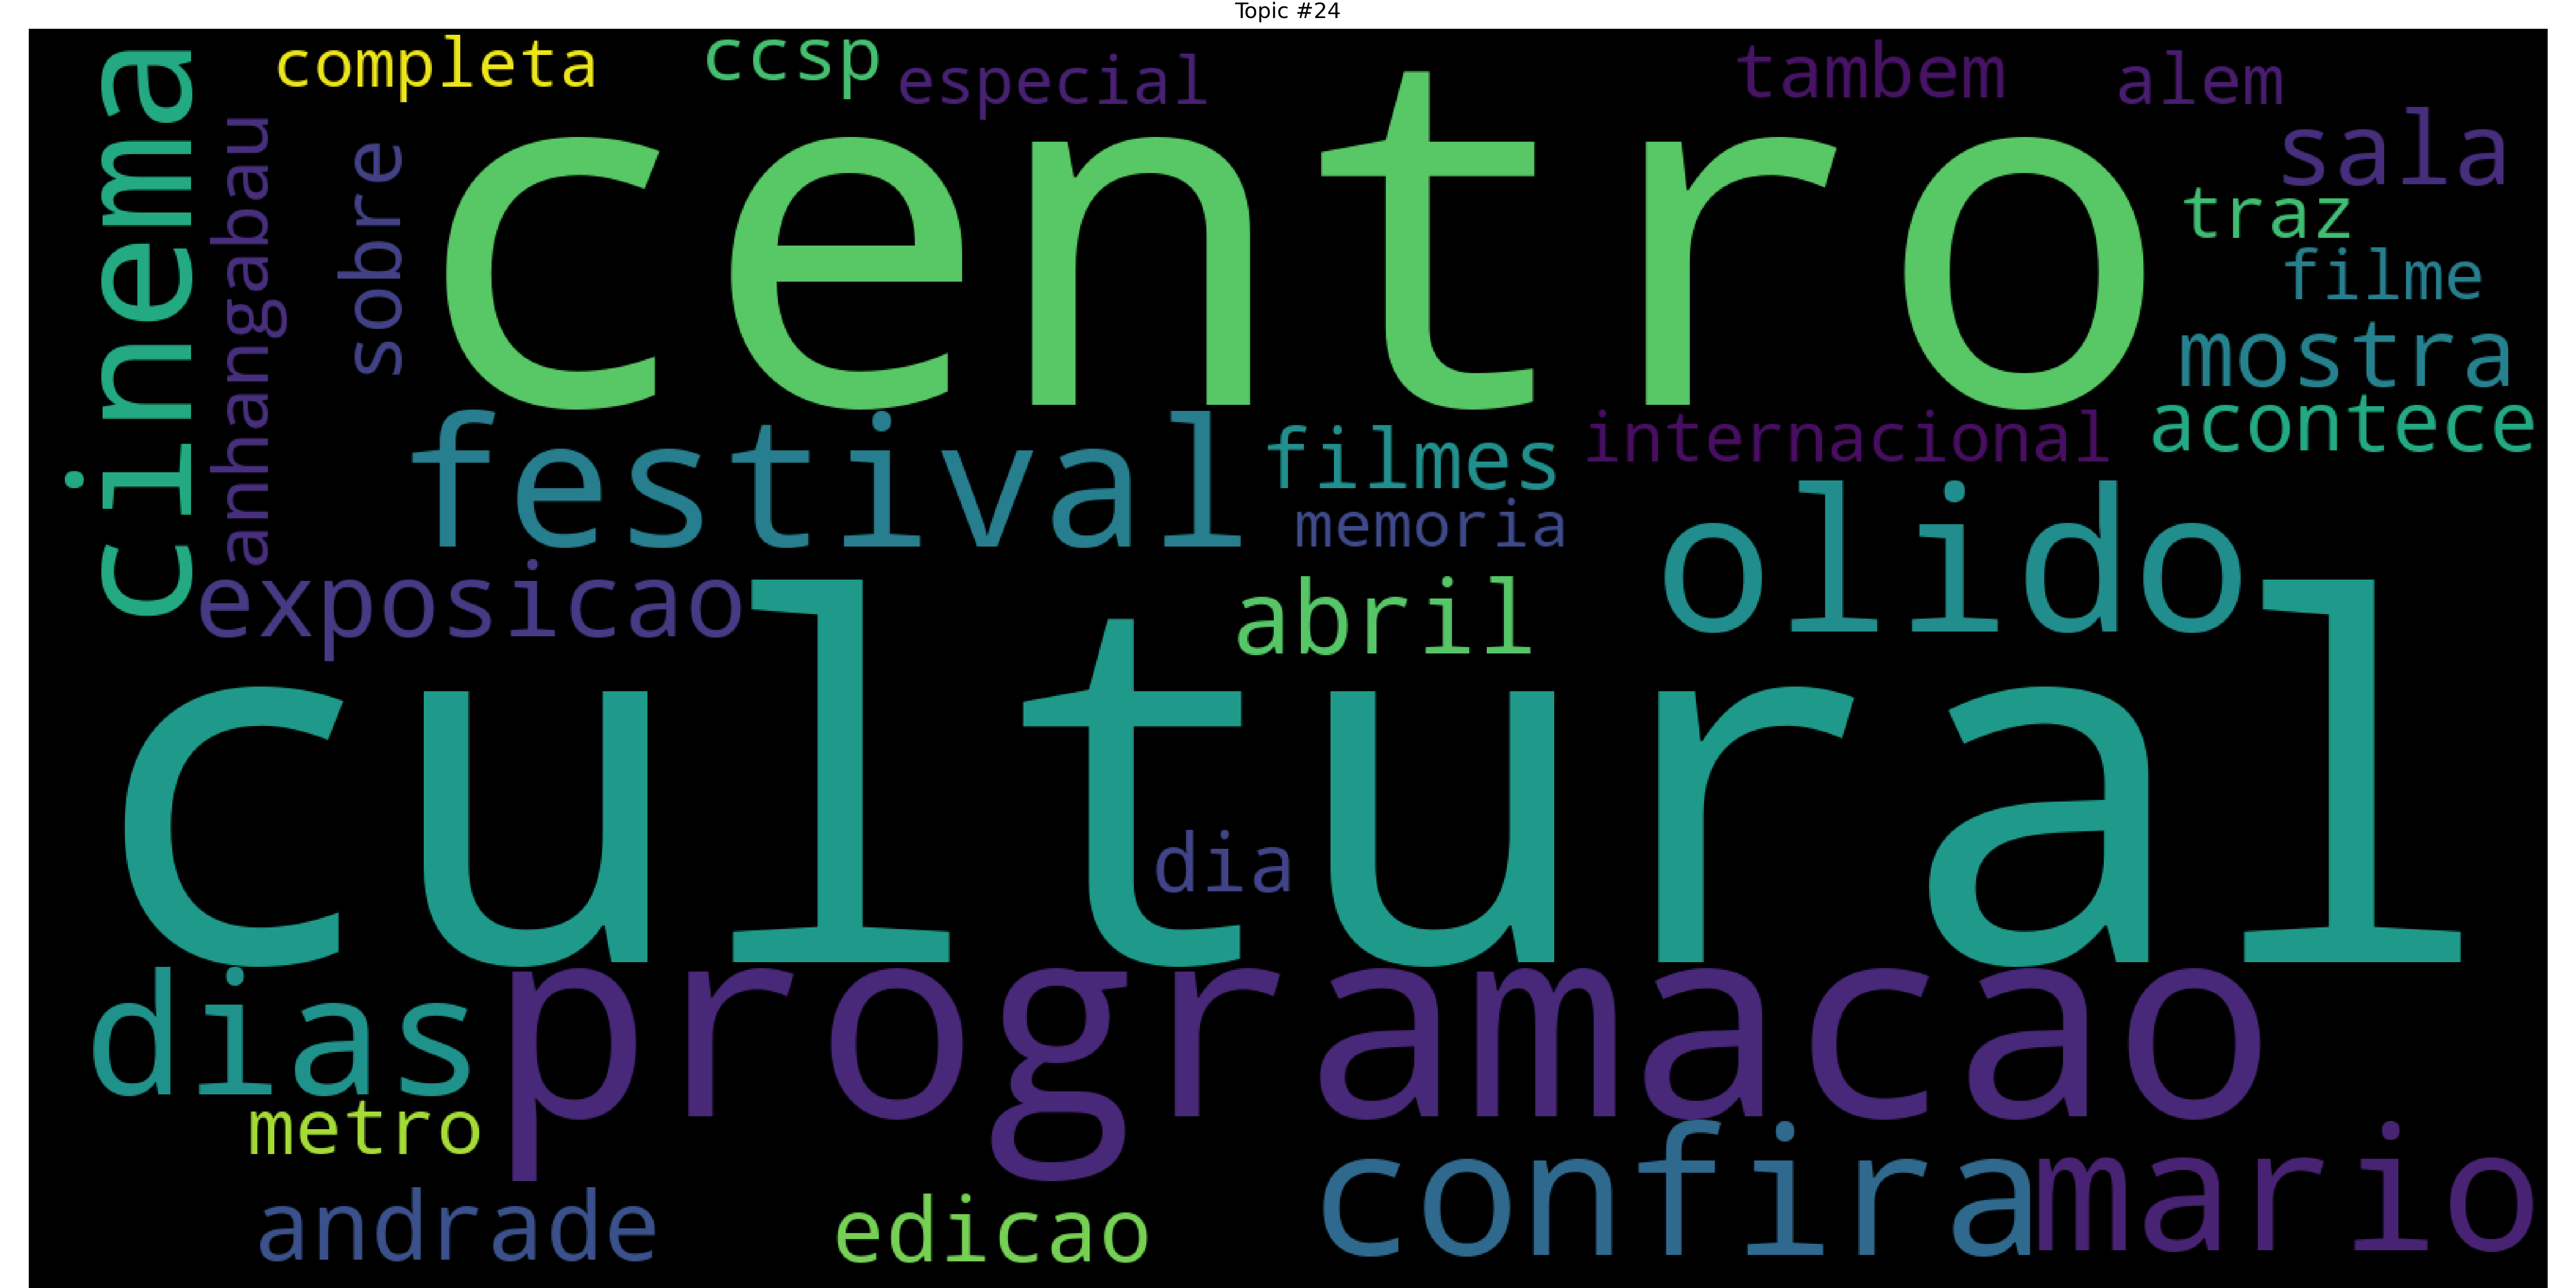 Topic #24
completa
ccsp
especial
tambem
alem
cinema
anhangabau
sobre
centro
sala
traz
filme
mostra
acontece
festival
filmes
internacional
memoria
olido
exposicao
abril
cultural
dia
dias
programacao
metro
confira
mario
andrade
edicao